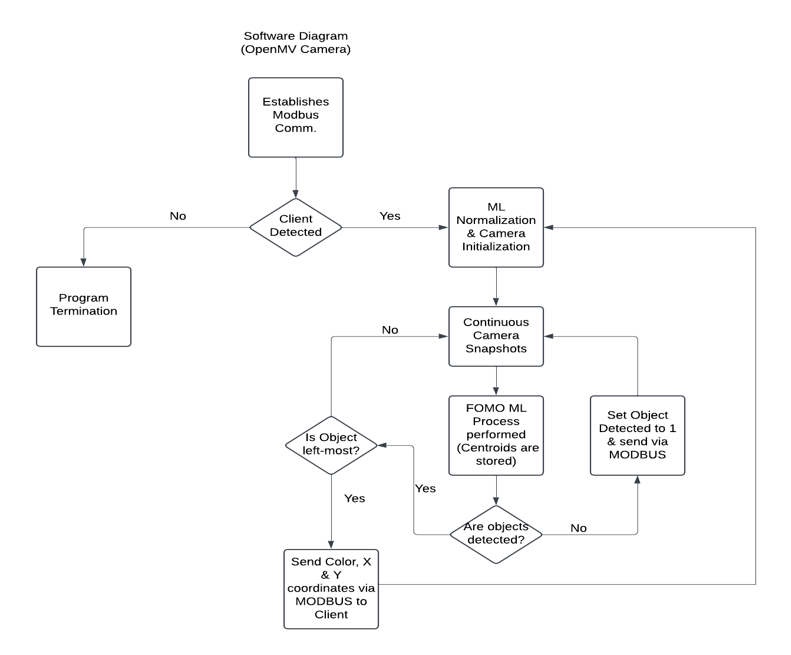 Software Diagram
(OpenMV Camera)
Establishes
Modbus
Comm.
Client
Detected
No
Yes
Program
Termination
ML
Normalization
& Camera
Initialization
Continuous
Camera
Snapshots
No
FOMO ML
Process
performed
(Centroids are
stored)
Set Object
Detected to 1
& send via
MODBUS
Is Object
left-most?
Yes
Yes
Are objects
detected?
No
Send Color, X
& Y
coordinates via
MODBUS to
Client